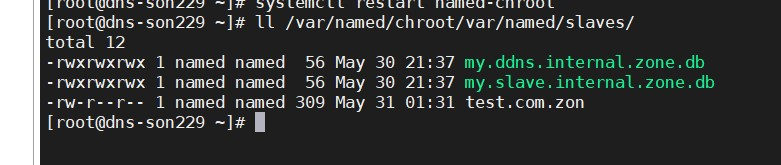 [root@dns-son229 ~]# systemctl restart named-chroot
[root@dns-son229 ~]# ll /var/named/chroot/var/named/slaves/
total 12
-rwxrwxrwx 1 named named  56 May 30 21:37 my.ddns.internal.zone.db
-rwxrwxrwx 1 named named  56 May 30 21:37 my.slave.internal.zone.db
-rw-r--r-- 1 named named 309 May 31 01:31 test.com.zon
[root@dns-son229 ~]#